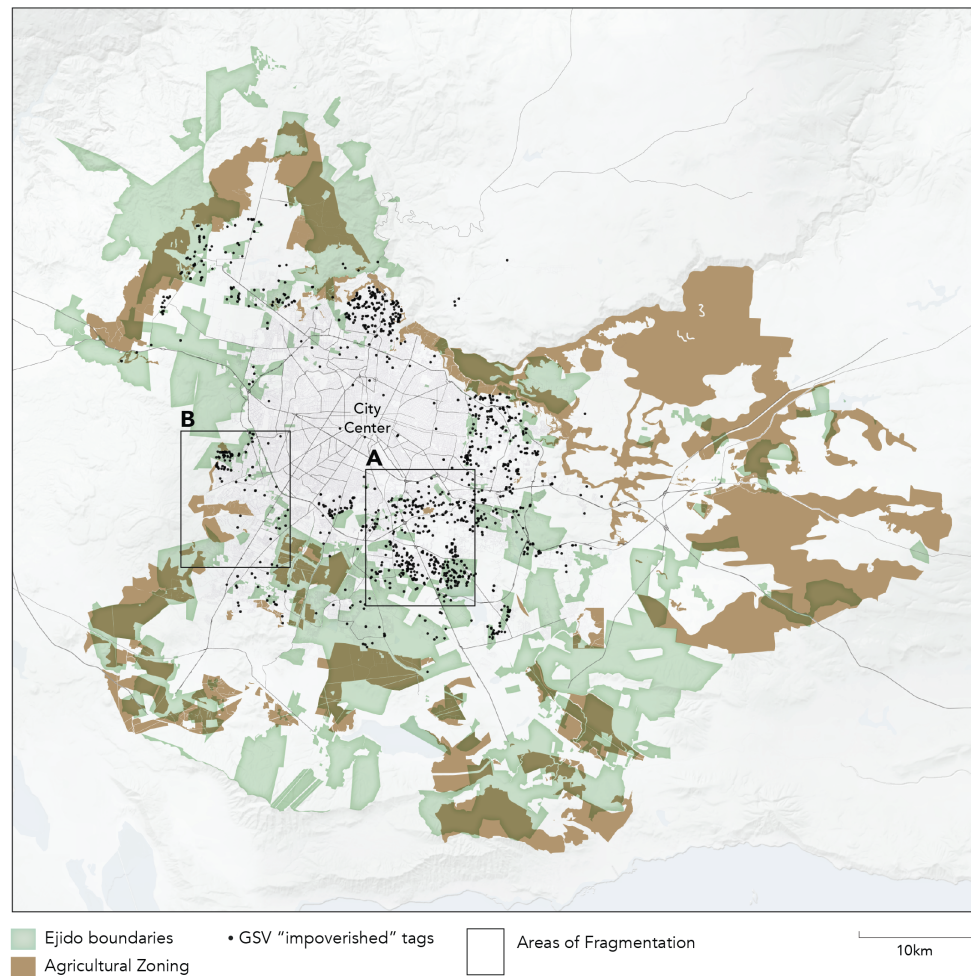 City
Center
B
A
Ejido boundaries
• GSV “impoverished” tags
Areas of Fragmentation
10km
Agricultural Zoning